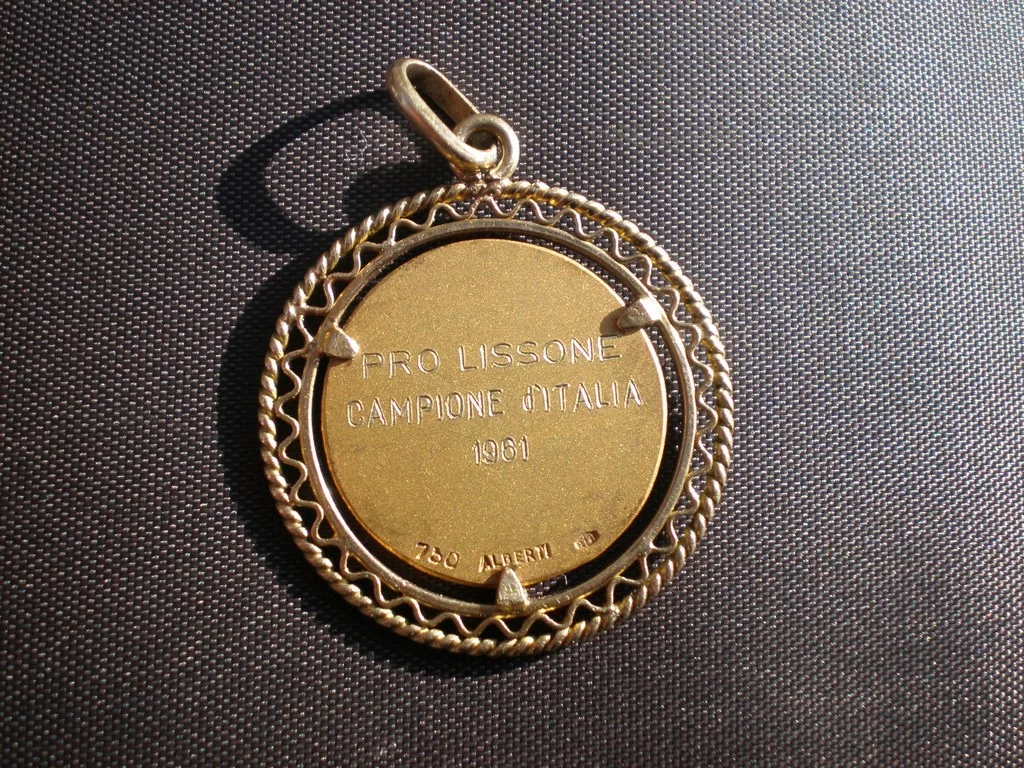 PRO LISSONE
CAMPIONE d'ITALIA
1961
750 ALBERTI